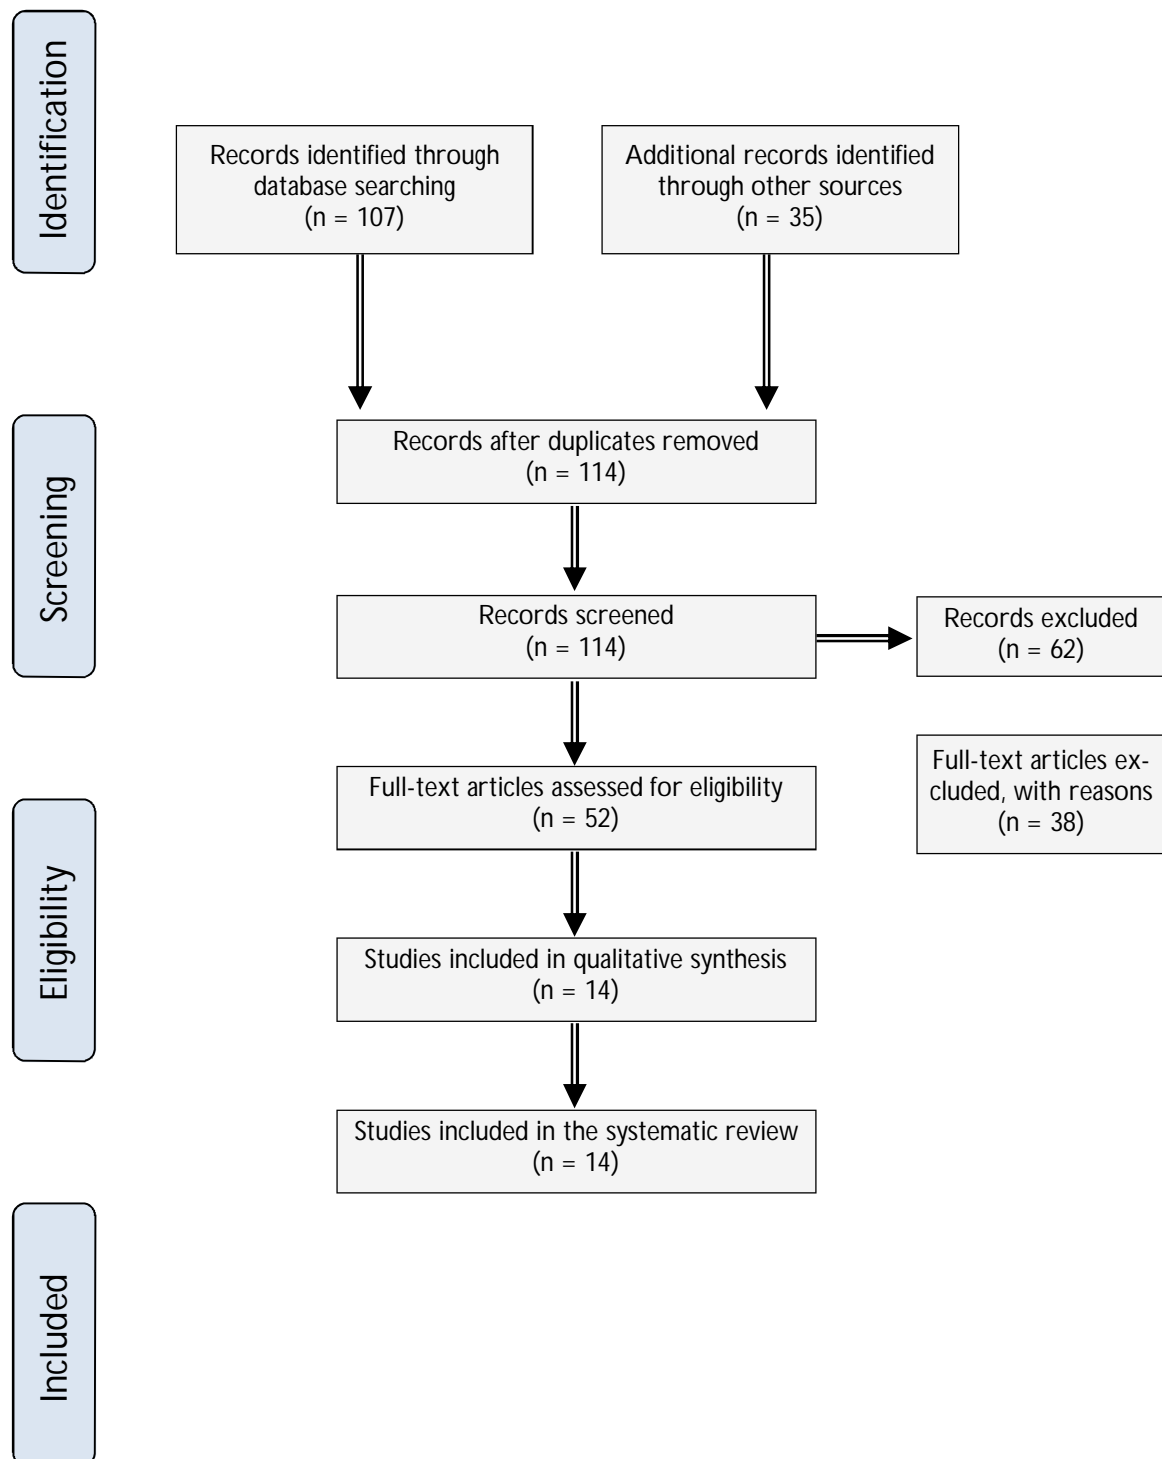 Identification
Records identified through
database searching
(n = 107)
Additional records identified
through other sources
(n = 35)
Screening
Records after duplicates removed
(n = 114)
Records screened
(n = 114)
Records excluded
(n = 62)
Eligibility
Full-text articles assessed for eligibility
(n = 52)
Full-text articles ex-
cluded, with reasons
(n = 38)
Studies included in qualitative synthesis
(n = 14)
Studies included in the systematic review
(n = 14)
Included